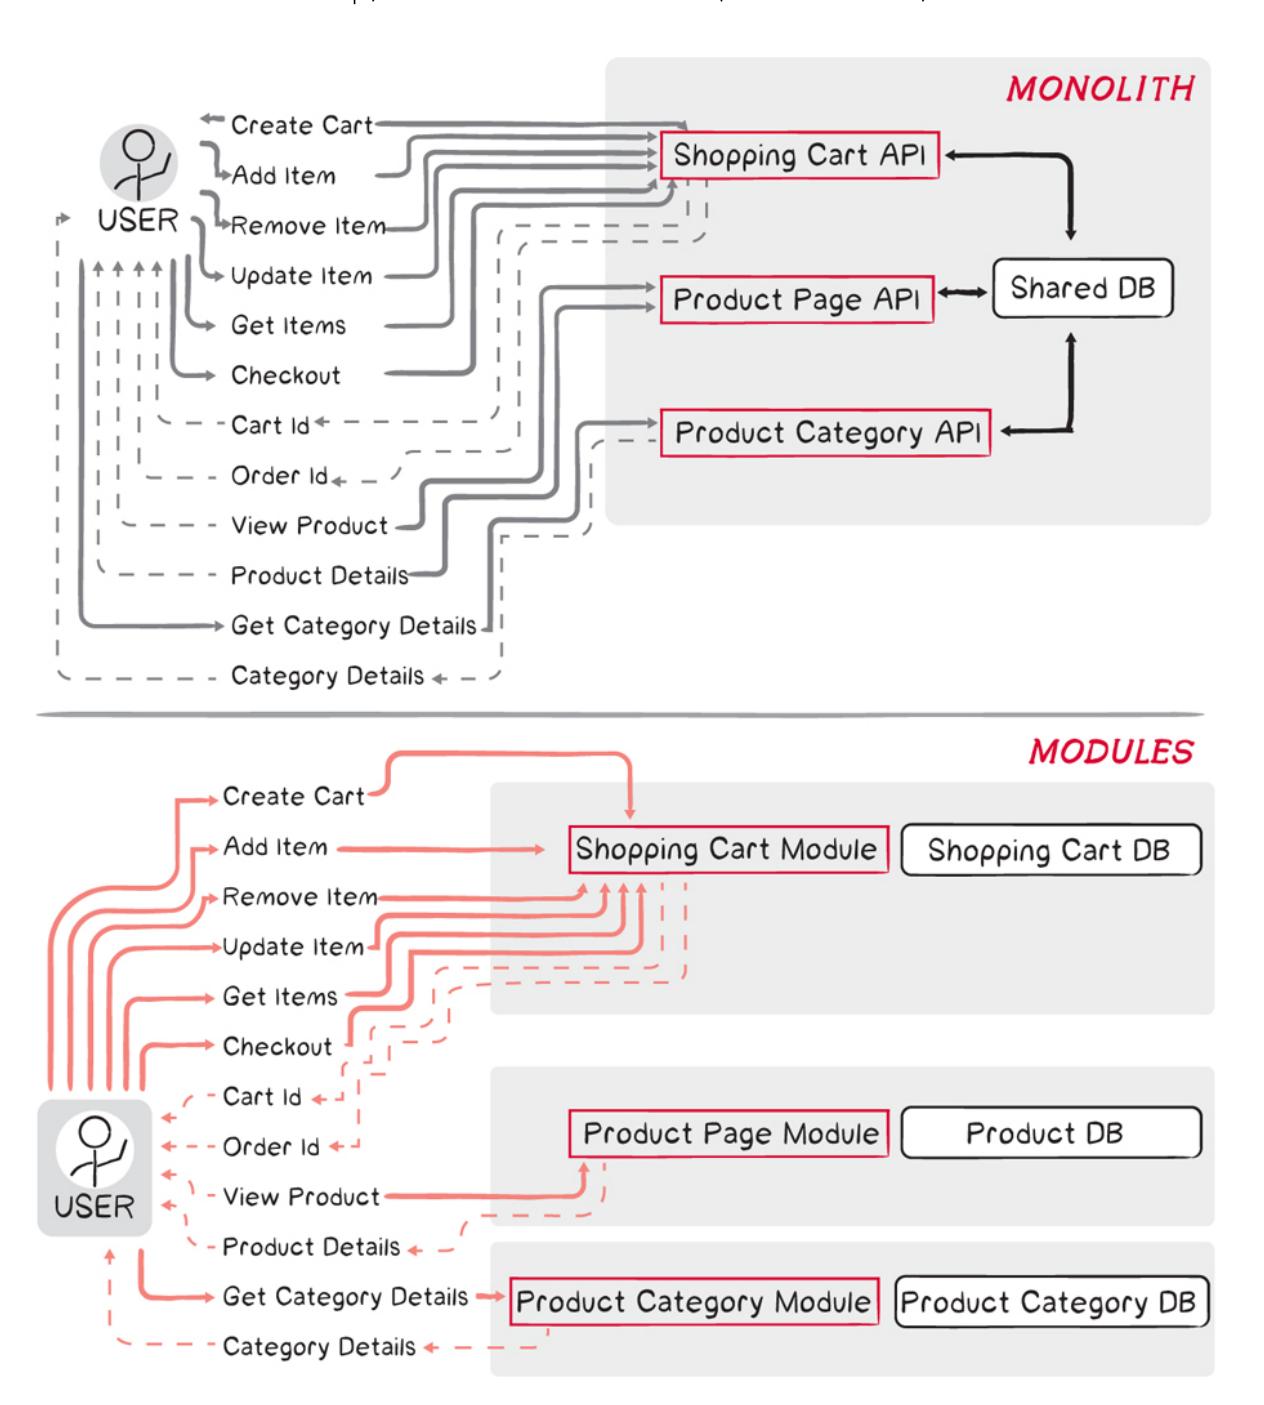 MONOLITH
Create Cart
Shopping Cart API
Add Item
USER
Remove Item
Update Item
Shared DB
Product Page API
Get Items
Checkout
Cart Id
Product Category API
Order Id
View Product
Product Details
Get Category Details
Category Details
MODULES
Create Cart
Add Item
Shopping Cart Module
Shopping Cart DB
Remove Item
Update Item
Get Items
Checkout
Cart Id
Product Page Module
Product DB
Order Id
View Product
USER
Product Details
Get Category Details
Product Category Module
Product Category DB
Category Details